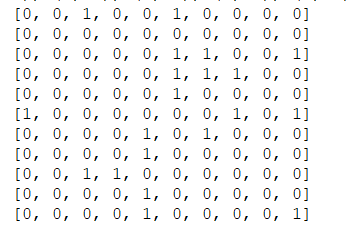 [0, 0, 1, 0, 0, 1, 0, 0, 0, 0]
[0, 0, 0, 0, 0, 0, 0, 0, 0, 0]
[0, 0, 0, 0, 0, 1, 1, 0, 0, 1]
[0, 0, 0, 0, 0, 1, 1, 1, 0, 0]
[0, 0, 0, 0, 0, 1, 0, 0, 0, 0]
[1, 0, 0, 0, 0, 0, 0, 1, 0, 1]
[0, 0, 0, 0, 1, 0, 1, 0, 0, 0]
[0, 0, 0, 0, 1, 0, 0, 0, 0, 0]
[0, 0, 1, 1, 0, 0, 0, 0, 0, 0]
[0, 0, 0, 0, 1, 0, 0, 0, 0, 0]
[0, 0, 0, 0, 1, 0, 0, 0, 0, 1]